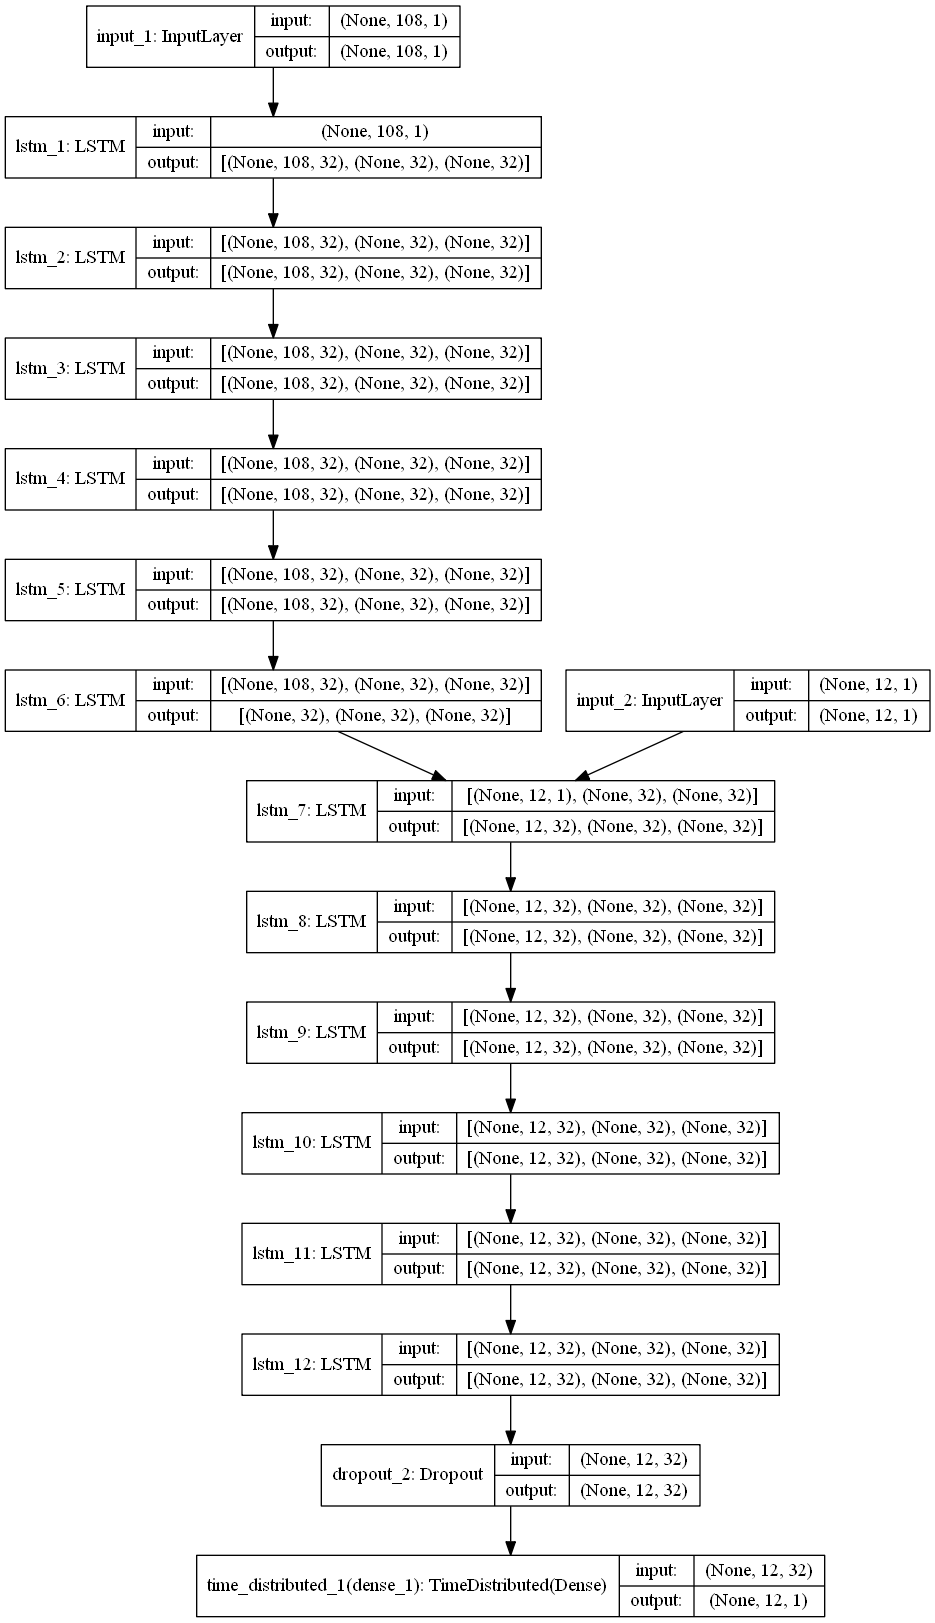 input_1: InputLayer
input: (None, 108, 1)
output: (None, 108, 1)
lstm_1: LSTM
input: (None, 108, 1)
output: [(None, 108, 32), (None, 32), (None, 32)]
lstm_2: LSTM
input: [(None, 108, 32), (None, 32), (None, 32)]
output: [(None, 108, 32), (None, 32), (None, 32)]
lstm_3: LSTM
input: [(None, 108, 32), (None, 32), (None, 32)]
output: [(None, 108, 32), (None, 32), (None, 32)]
lstm_4: LSTM
input: [(None, 108, 32), (None, 32), (None, 32)]
output: [(None, 108, 32), (None, 32), (None, 32)]
lstm_5: LSTM
input: [(None, 108, 32), (None, 32), (None, 32)]
output: [(None, 108, 32), (None, 32), (None, 32)]
lstm_6: LSTM
input: [(None, 108, 32), (None, 32), (None, 32)]
output: [(None, 32), (None, 32), (None, 32)]
input_2: InputLayer
input: (None, 12, 1)
output: (None, 12, 1)
lstm_7: LSTM
input: [(None, 12, 1), (None, 32), (None, 32)]
output: [(None, 12, 32), (None, 32), (None, 32)]
lstm_8: LSTM
input: [(None, 12, 32), (None, 32), (None, 32)]
output: [(None, 12, 32), (None, 32), (None, 32)]
lstm_9: LSTM
input: [(None, 12, 32), (None, 32), (None, 32)]
output: [(None, 12, 32), (None, 32), (None, 32)]
lstm_10: LSTM
input: [(None, 12, 32), (None, 32), (None, 32)]
output: [(None, 12, 32), (None, 32), (None, 32)]
lstm_11: LSTM
input: [(None, 12, 32), (None, 32), (None, 32)]
output: [(None, 12, 32), (None, 32), (None, 32)]
lstm_12: LSTM
input: [(None, 12, 32), (None, 32), (None, 32)]
output: [(None, 12, 32), (None, 32), (None, 32)]
dropout_2: Dropout
input: (None, 12, 32)
output: (None, 12, 32)
time_distributed_1(dense_1): TimeDistributed(Dense)
input: (None, 12, 32)
output: (None, 12, 1)